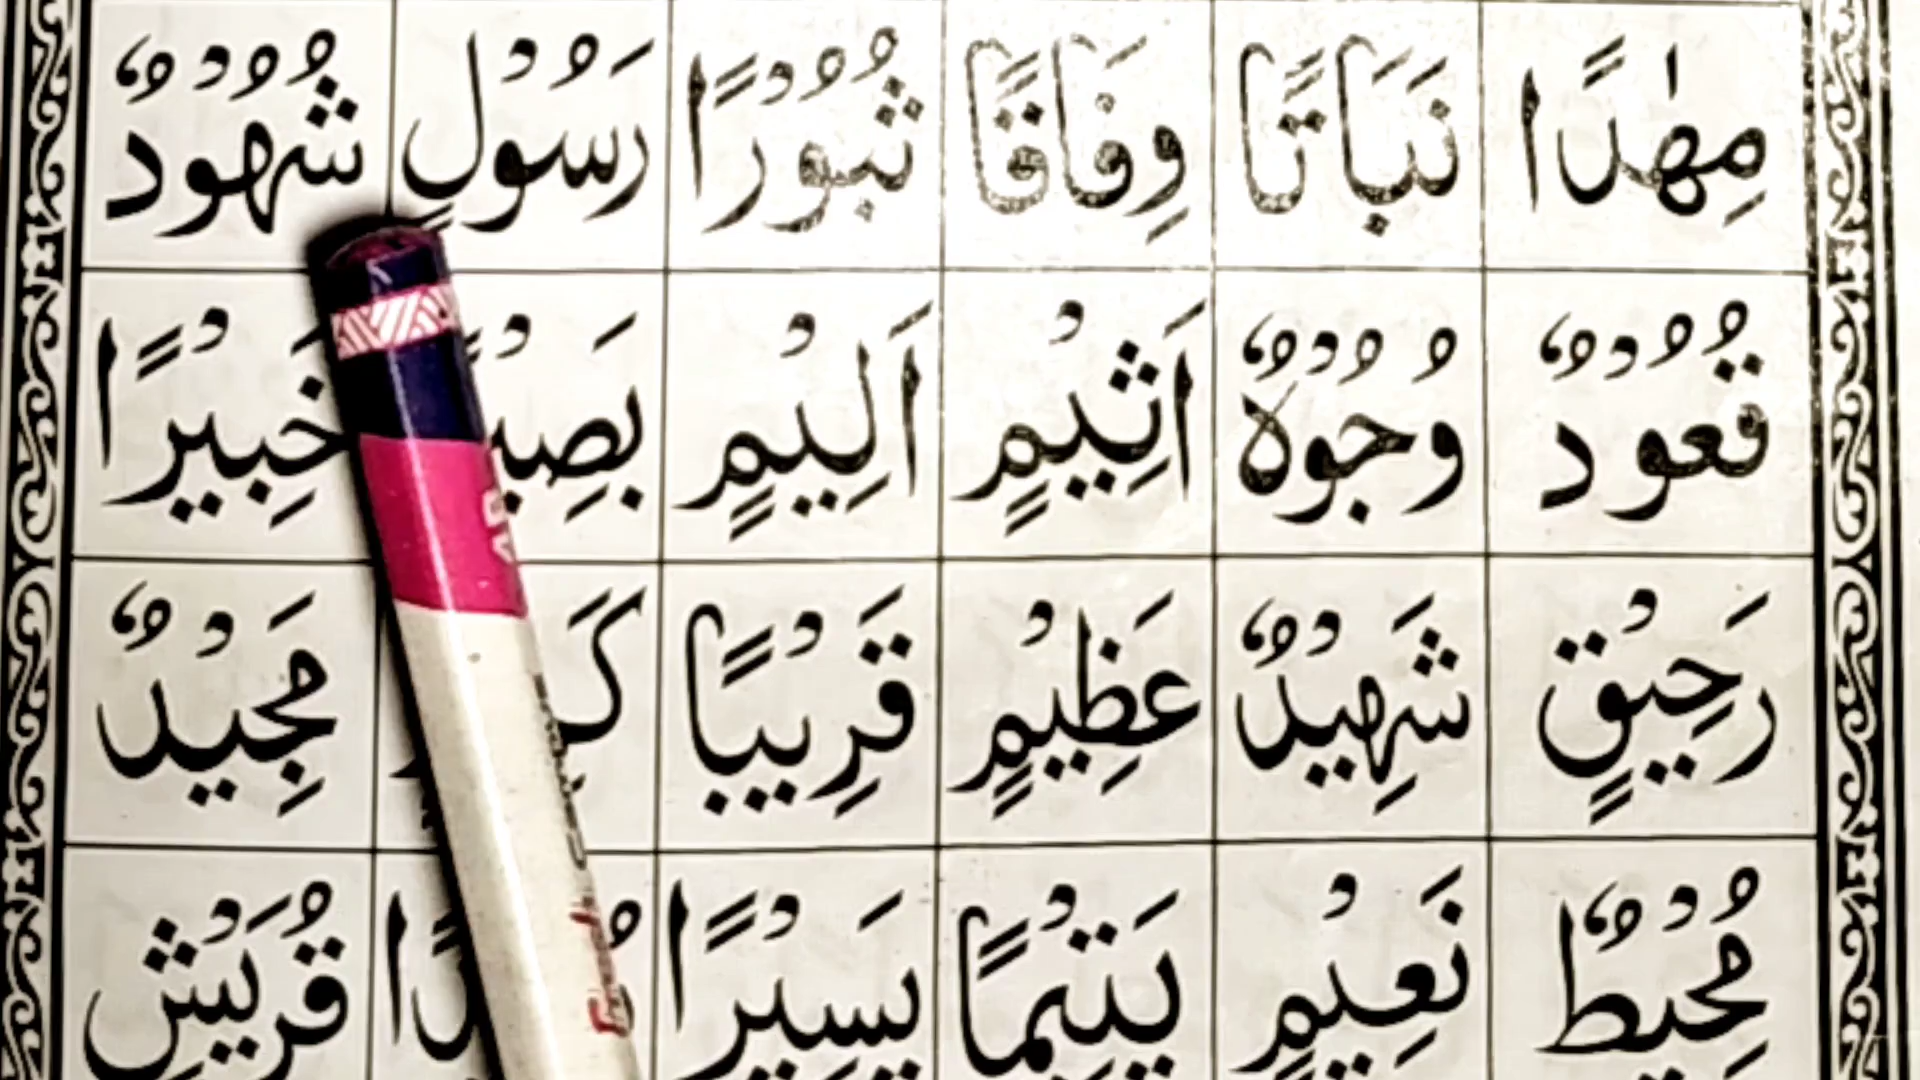 مِهٰدًا نَبَاتًا وِفَاقًا ثُبُوْرًا رَسُوْلٍ شُهُوْدٌ
قُعُوْدٌ وُجُوْهٌ اَثِيْمٍ اَلِيْمٍ خَبِيْرًا
رَحِيْقٍ شَهِيْدٌ عَظِيْمٍ قَرِيْبًا مَجِيْدٌ
مُحِيْطٌ نَعِيْمٍ يَتِيْمًا يَسِيْرًا قُرَيْشٍ